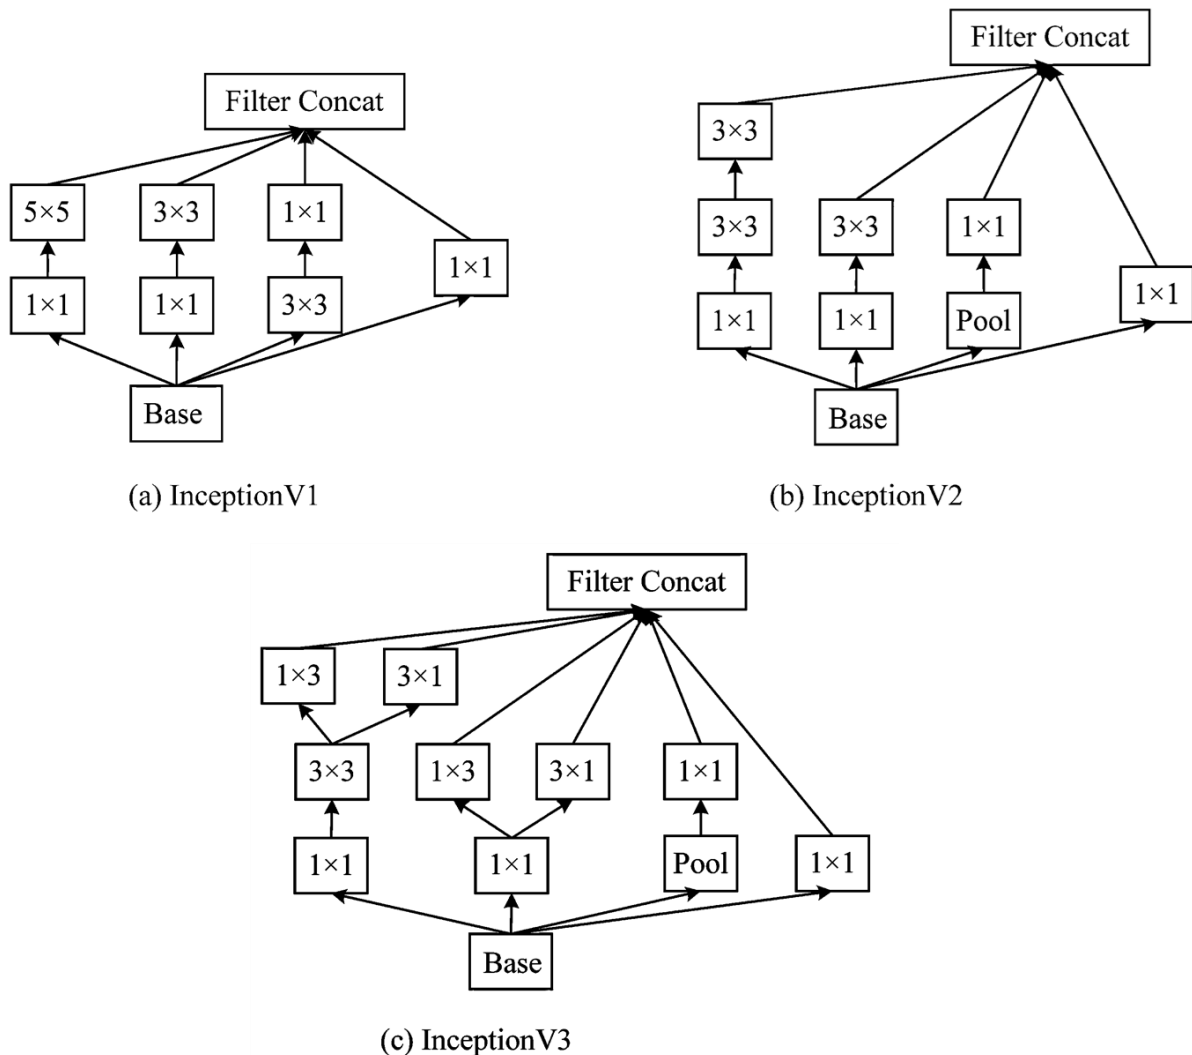 Filter Concat
5×5
3×3
1×1
1×1
1×1
1×1
3×3
Base
(a) InceptionV1
Filter Concat
3×3
3×3
3×3
1×1
1×1
1×1
1×1
Pool
Base
(b) InceptionV2
Filter Concat
1×3
3×1
3×3
1×3
3×1
1×1
1×1
1×1
Pool
1×1
Base
(c) InceptionV3